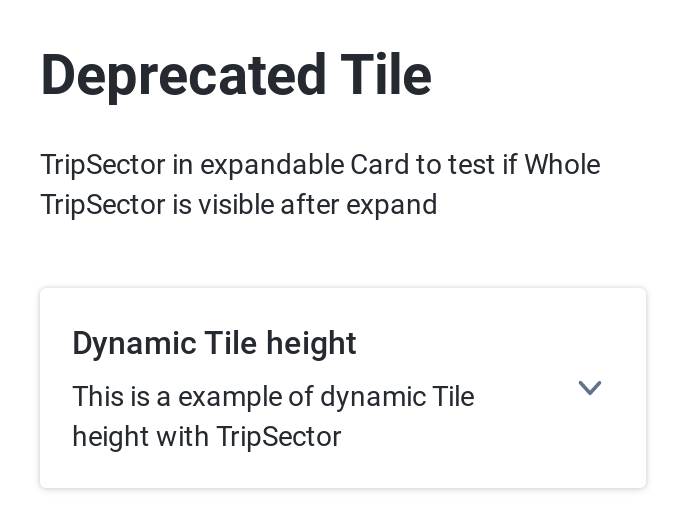 Deprecated Tile
TripSector in expandable Card to test if Whole
TripSector is visible after expand
Dynamic Tile height
This is a example of dynamic Tile
height with TripSector